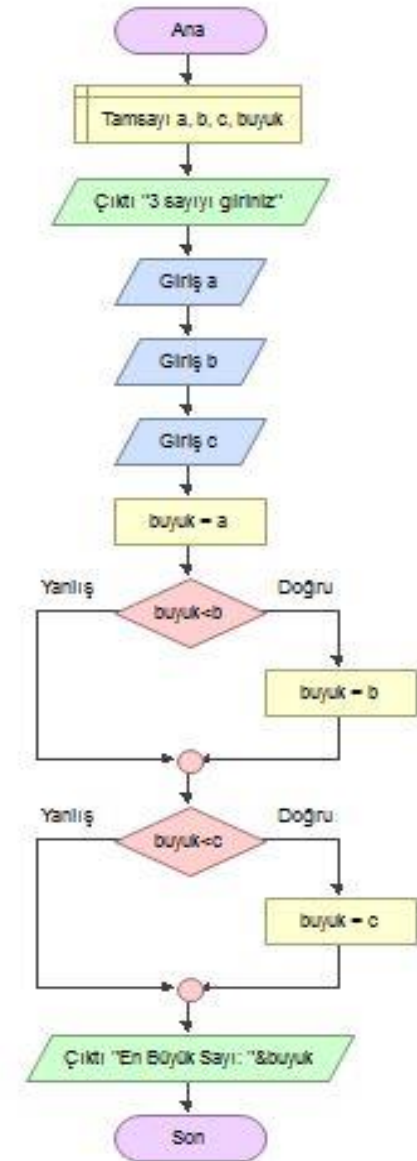 Ana
Tamsayı a, b, c, buyuk
Çıktı "3 sayıyı giriniz"
Giriş a
Giriş b
Giriş c
buyuk = a
Yanlış
Doğru
buyuk<b
buyuk = b
Yanlış
Doğru
buyuk<c
buyuk = c
Çıktı "En Büyük Sayı: "&buyuk
Son